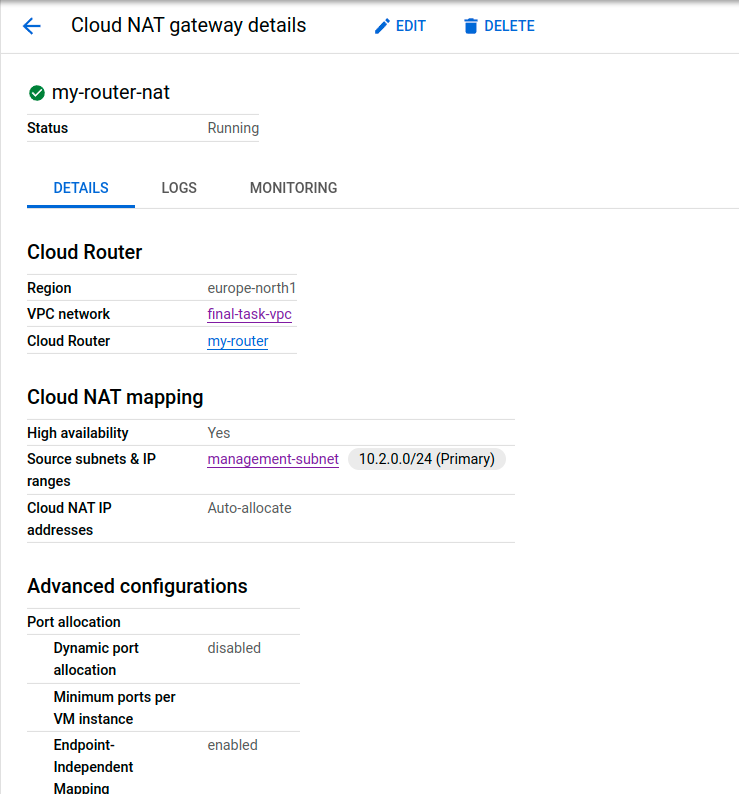 Cloud NAT gateway details EDIT DELETE
my-router-nat
Status Running
DETAILS LOGS MONITORING
Cloud Router
Region europe-north1
VPC network final-task-vpc
Cloud Router my-router
Cloud NAT mapping
High availability Yes
Source subnets & IP management-subnet 10.2.0.0/24 (Primary)
ranges
Cloud NAT IP Auto-allocate
addresses
Advanced configurations
Port allocation
Dynamic port disabled
allocation
Minimum ports per
VM instance
Endpoint- enabled
Independent
Mapping